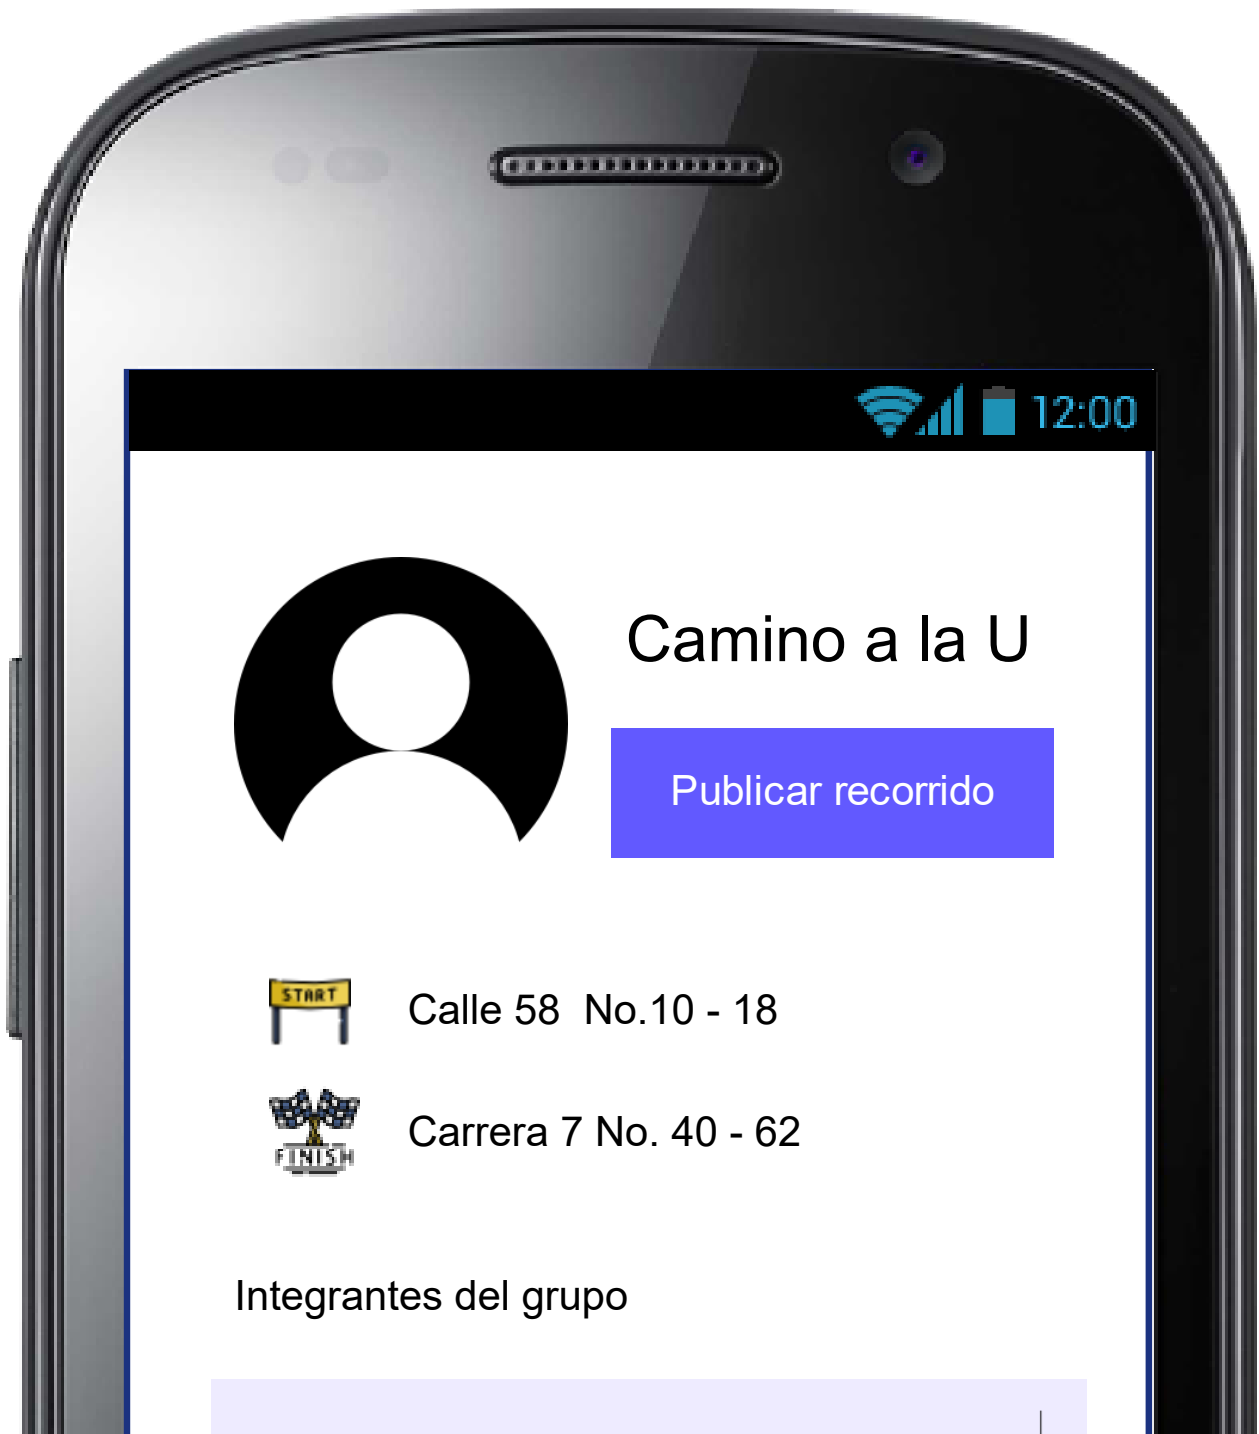 12:00
Camino a la U
Publicar recorrido
START
Calle 58  No.10 - 18
FINISH
Carrera 7 No. 40 - 62
Integrantes del grupo